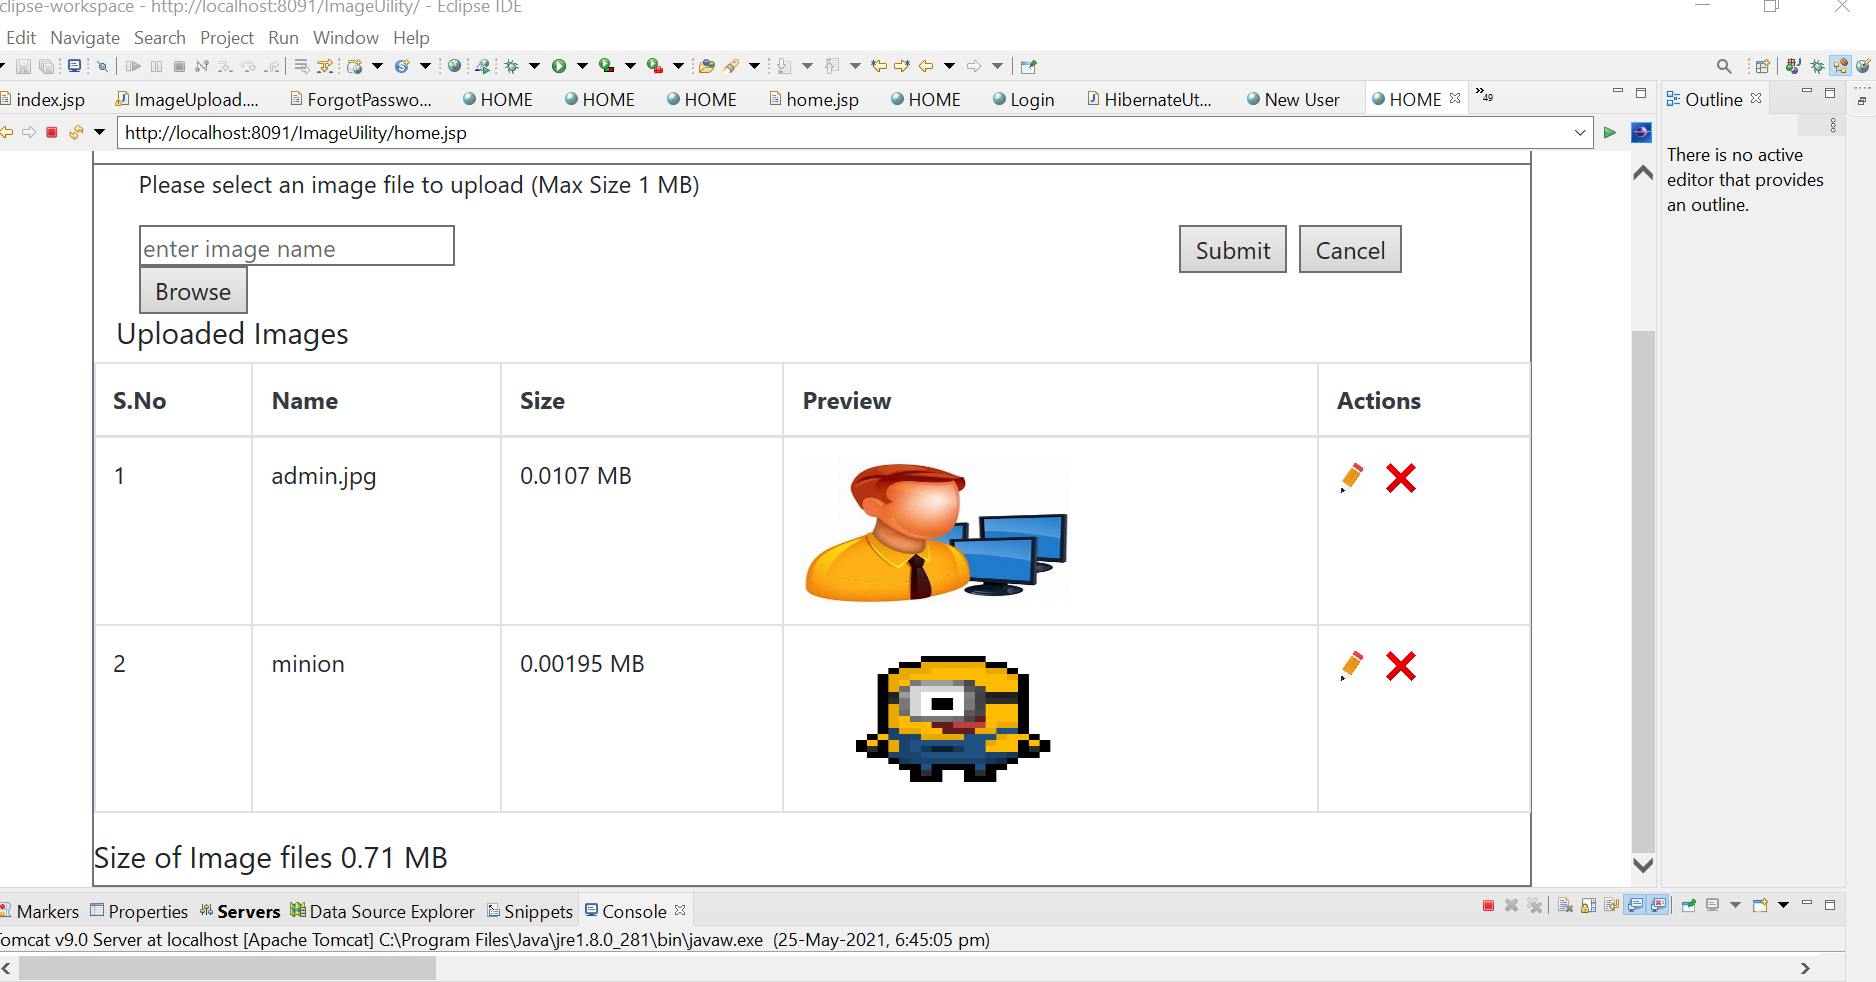 clipse-workspace - http://localhost:8091/ImageUility/ - Eclipse IDE
Edit Navigate Search Project Run Window Help
index.jsp ImageUpload.... ForgotPasswo... HOME HOME HOME home.jsp HOME Login HibernateUt... New User HOME »49 Outline
http://localhost:8091/ImageUility/home.jsp
There is no active
editor that provides
an outline.
Please select an image file to upload (Max Size 1 MB)
enter image name Submit Cancel
Browse
Uploaded Images
S.No Name Size Preview Actions
1 admin.jpg 0.0107 MB
2 minion 0.00195 MB
Size of Image files 0.71 MB
Markers Properties Servers Data Source Explorer Snippets Console
Tomcat v9.0 Server at localhost [Apache Tomcat] C:\Program Files\Java\jre1.8.0_281\bin\javaw.exe (25-May-2021, 6:45:05 pm)